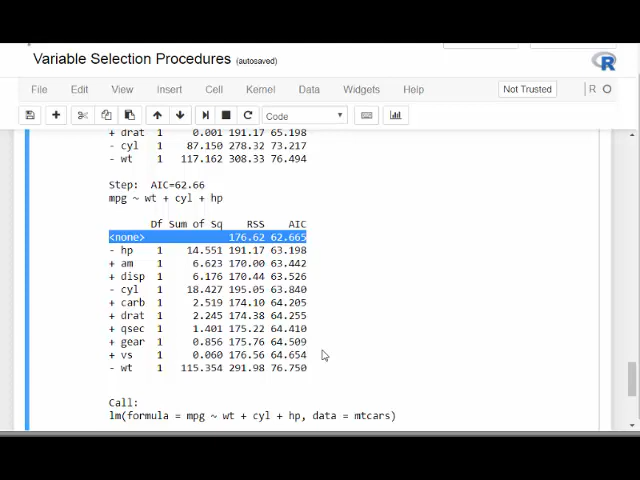 Variable Selection Procedures (autosaved)
R
File Edit View Insert Cell Kernel Data Widgets Help Not Trusted R
Code
+ drat 1 0.001 191.17 65.198
- cyl 1 87.150 278.32 73.217
- wt 1 117.162 308.33 76.494
Step: AIC=62.66
mpg ~ wt + cyl + hp
Df Sum of Sq RSS AIC
<none> 176.62 62.665
- hp 1 14.551 191.17 63.198
+ am 1 6.623 170.00 63.442
+ disp 1 6.176 170.44 63.526
- cyl 1 18.427 195.05 63.840
+ carb 1 2.519 174.10 64.205
+ drat 1 2.245 174.38 64.255
+ qsec 1 1.401 175.22 64.410
+ gear 1 0.856 175.76 64.509
+ vs 1 0.060 176.56 64.654
- wt 1 115.354 291.98 76.750
Call:
lm(formula = mpg ~ wt + cyl + hp, data = mtcars)